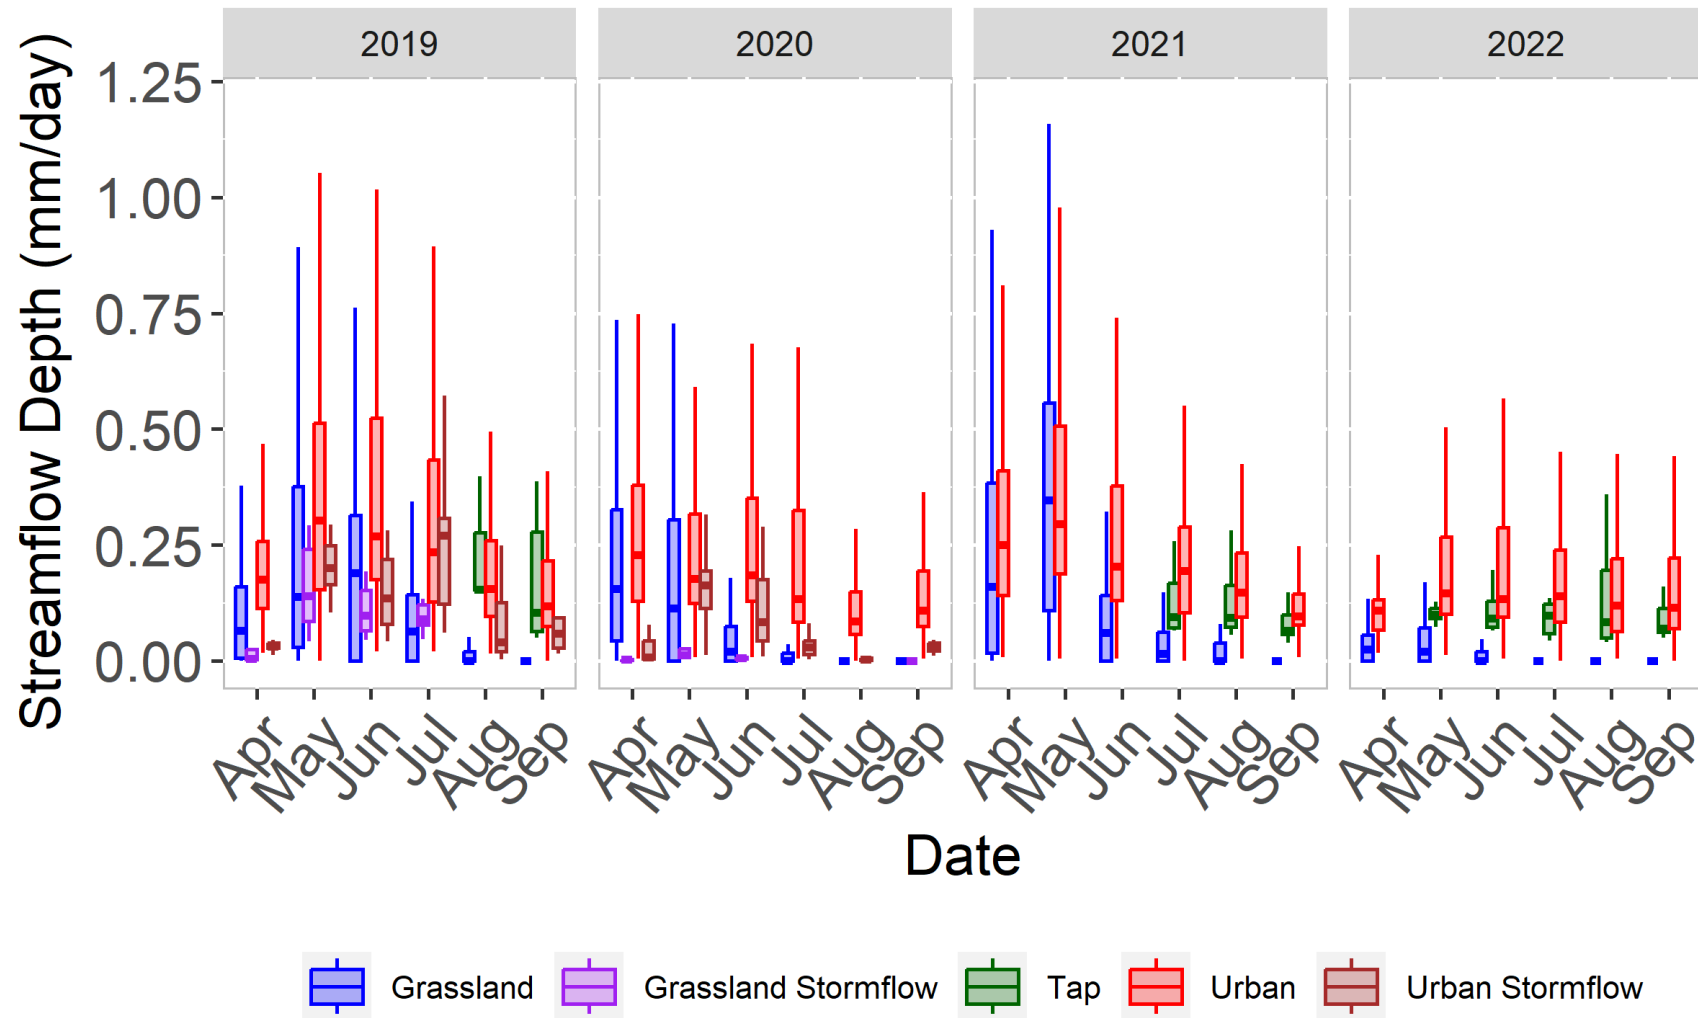 2019 2020 2021 2022
Streamflow Depth (mm/day)
1.25
1.00
0.75
0.50
0.25
0.00
Apr May Jun Jul Aug Sep Apr May Jun Jul Aug Sep Apr May Jun Jul Aug Sep Apr May Jun Jul Aug Sep
Date
Grassland Grassland Stormflow Tap Urban Urban Stormflow